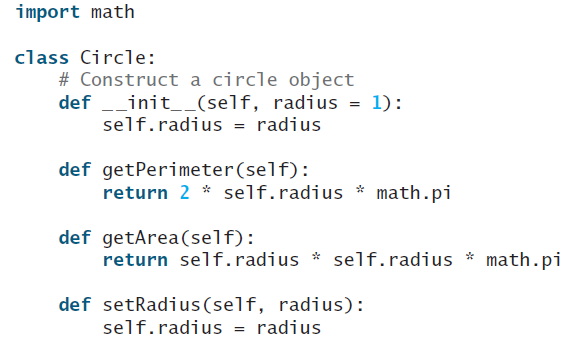 import math
class Circle:
    # Construct a circle object
    def __init__(self, radius = 1):
        self.radius = radius
    def getPerimeter(self):
        return 2 * self.radius * math.pi
    def getArea(self):
        return self.radius * self.radius * math.pi
    def setRadius(self, radius):
        self.radius = radius